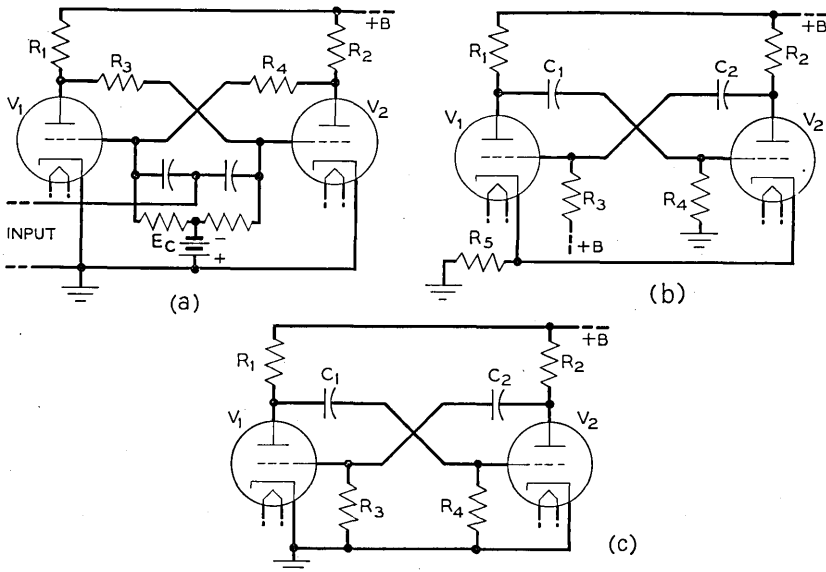 +B
R1
R2
R3
R4
V1
V2
INPUT
EC
-
+
(a)
+B
R1
R2
C1
C2
V1
V2
R3
R4
+B
R5
(b)
+B
R1
R2
C1
C2
V1
V2
R3
R4
(c)